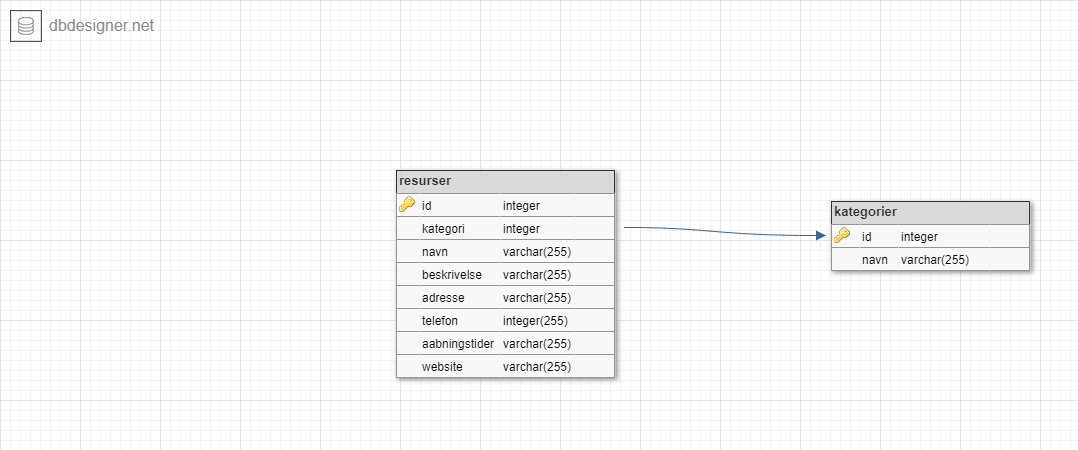 dbdesigner.net
resurser
id integer
kategori integer
navn varchar(255)
beskrivelse varchar(255)
adresse varchar(255)
telefon integer(255)
aabningstider varchar(255)
website varchar(255)
kategorier
id integer
navn varchar(255)